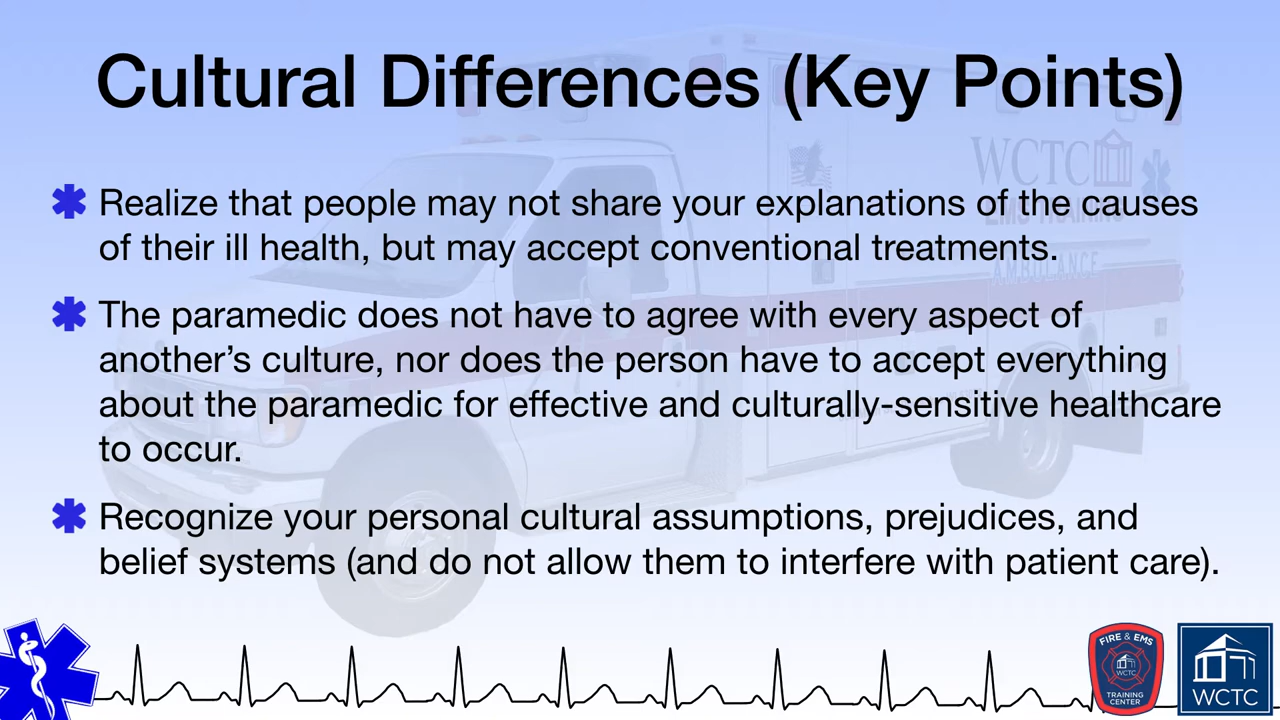 Cultural Differences (Key Points)
Realize that people may not share your explanations of the causes
of their ill health, but may accept conventional treatments.
The paramedic does not have to agree with every aspect of
another’s culture, nor does the person have to accept everything
about the paramedic for effective and culturally-sensitive healthcare
to occur.
Recognize your personal cultural assumptions, prejudices, and
belief systems (and do not allow them to interfere with patient care).
WCTC
EMS TRAINING
AMBULANCE
FIRE & EMS
WCTC
TRAINING
CENTER
WCTC